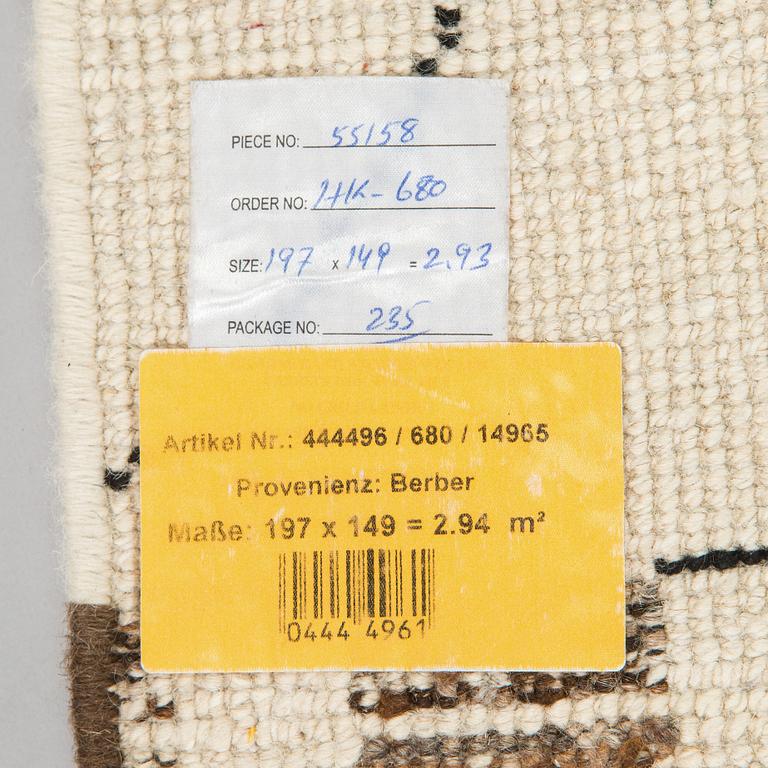 PIECE NO: 55158
ORDER NO: HK-680
SIZE: 197 x 149 = 2.93
PACKAGE NO: 235
Artikel Nr.: 444496 / 680 / 14965
Provenienz: Berber
Maße: 197 x 149 = 2.94 m²
0444 4961